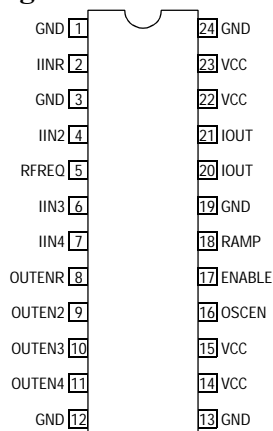 GND 1 24 GND
IINR 2 23 VCC
GND 3 22 VCC
IIN2 4 21 IOUT
RFREQ 5 20 IOUT
IIN3 6 19 GND
IIN4 7 18 RAMP
OUTENR 8 17 ENABLE
OUTEN2 9 16 OSCEN
OUTEN3 10 15 VCC
OUTEN4 11 14 VCC
GND 12 13 GND